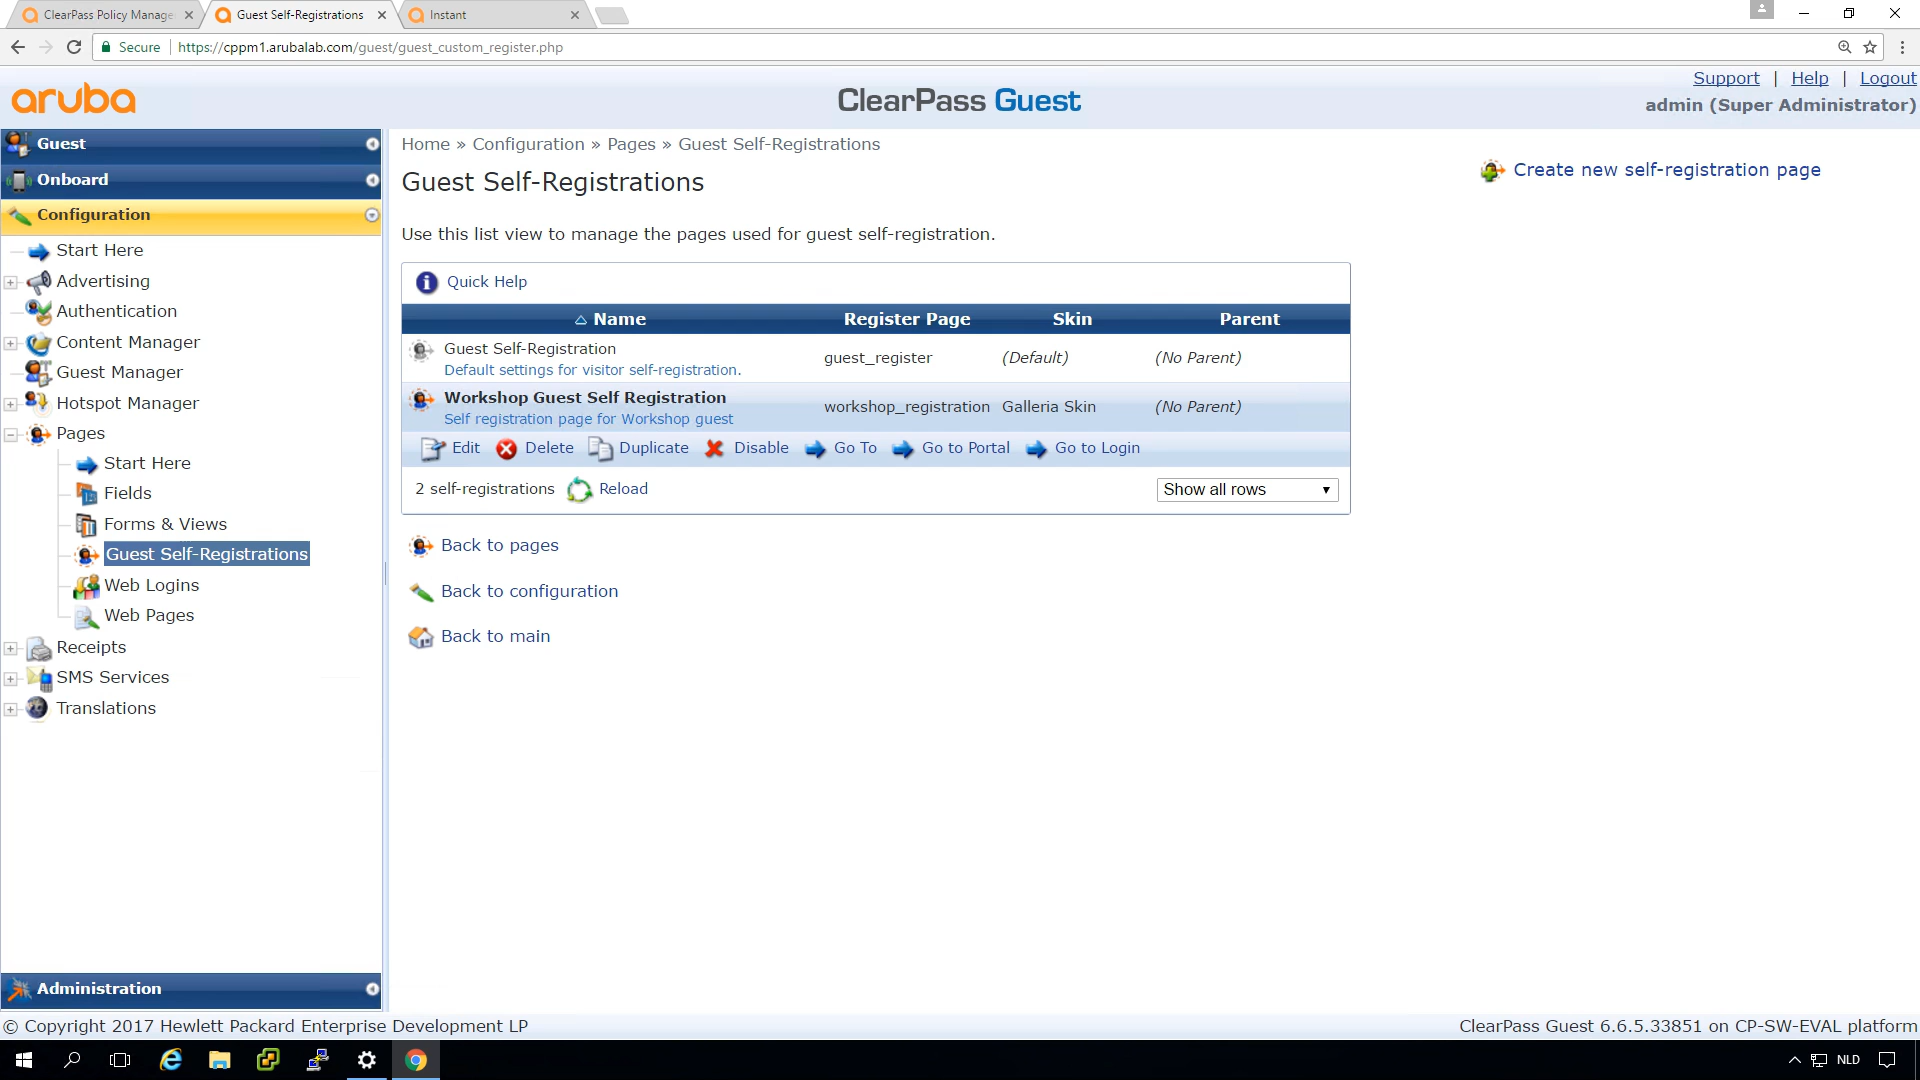 ClearPass Policy Manage
Guest Self-Registrations
Instant
Secure
https://cppm1.arubalab.com/guest/guest_custom_register.php
aruba
ClearPass Guest
Support | Help | Logout
admin (Super Administrator)
Guest
Onboard
Configuration
Start Here
Advertising
Authentication
Content Manager
Guest Manager
Hotspot Manager
Pages
Start Here
Fields
Forms & Views
Guest Self-Registrations
Web Logins
Web Pages
Receipts
SMS Services
Translations
Administration
Home » Configuration » Pages » Guest Self-Registrations
Guest Self-Registrations
Create new self-registration page
Use this list view to manage the pages used for guest self-registration.
Quick Help
Name Register Page Skin Parent
Guest Self-Registration
Default settings for visitor self-registration.
guest_register (Default) (No Parent)
Workshop Guest Self Registration
Self registration page for Workshop guest
workshop_registration Galleria Skin (No Parent)
Edit Delete Duplicate Disable Go To Go to Portal Go to Login
2 self-registrations Reload Show all rows
Back to pages
Back to configuration
Back to main
© Copyright 2017 Hewlett Packard Enterprise Development LP
ClearPass Guest 6.6.5.33851 on CP-SW-EVAL platform
NLD